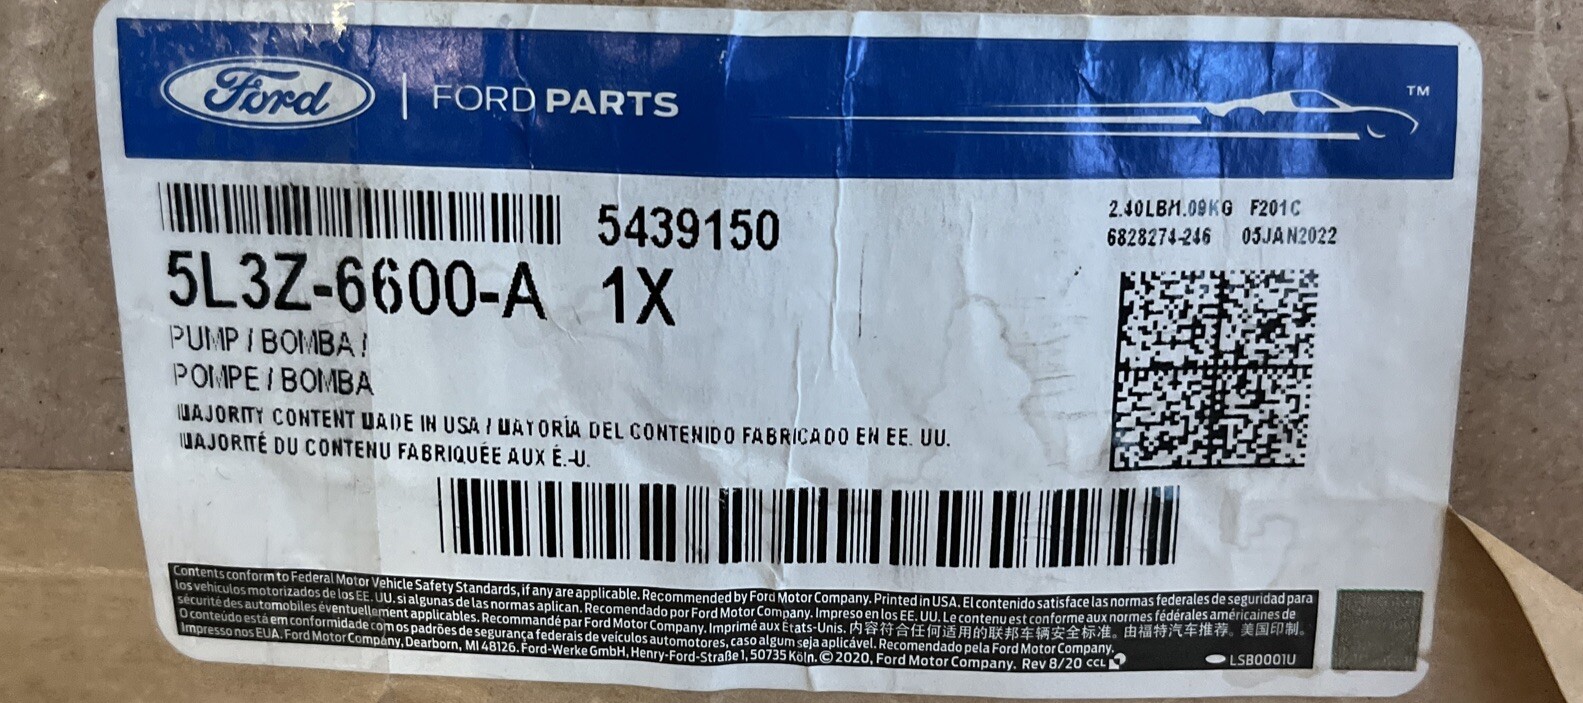 Ford | FORD PARTS ™
5439150
2.40LB/1.09KG F201C
6828274-246 05JAN2022
5L3Z-6600-A 1X
PUMP / BOMBA /
POMPE / BOMBA
MAJORITY CONTENT MADE IN USA / MAYORÍA DEL CONTENIDO FABRICADO EN EE. UU.
MAJORITÉ DU CONTENU FABRIQUÉE AUX É.-U.
Contents conform to Federal Motor Vehicle Safety Standards, if any are applicable. Recommended by Ford Motor Company. Printed in USA. El contenido satisface las normas federales de seguridad para
los vehículos motorizados de los EE. UU. si algunas de las normas aplican. Recomendado por Ford Motor Company. Impreso en los EE. UU. Le contenu est conforme aux normes fédérales américaines de
sécurité des automobiles éventuellement applicables. Recommandé par Ford Motor Company. Imprimé aux États-Unis. 内容符合任何适用的联邦车辆安全标准。由福特汽车推荐。美国印制。
O conteúdo está em conformidade com os padrões de segurança federais de veículos automotores, caso algum seja aplicável. Recomendado pela Ford Motor Company.
Impresso nos EUA. Ford Motor Company, Dearborn, MI 48126. Ford-Werke GmbH, Henry-Ford-Straße 1, 50735 Köln. © 2020, Ford Motor Company. Rev 8/20 CCL
LSB0001U